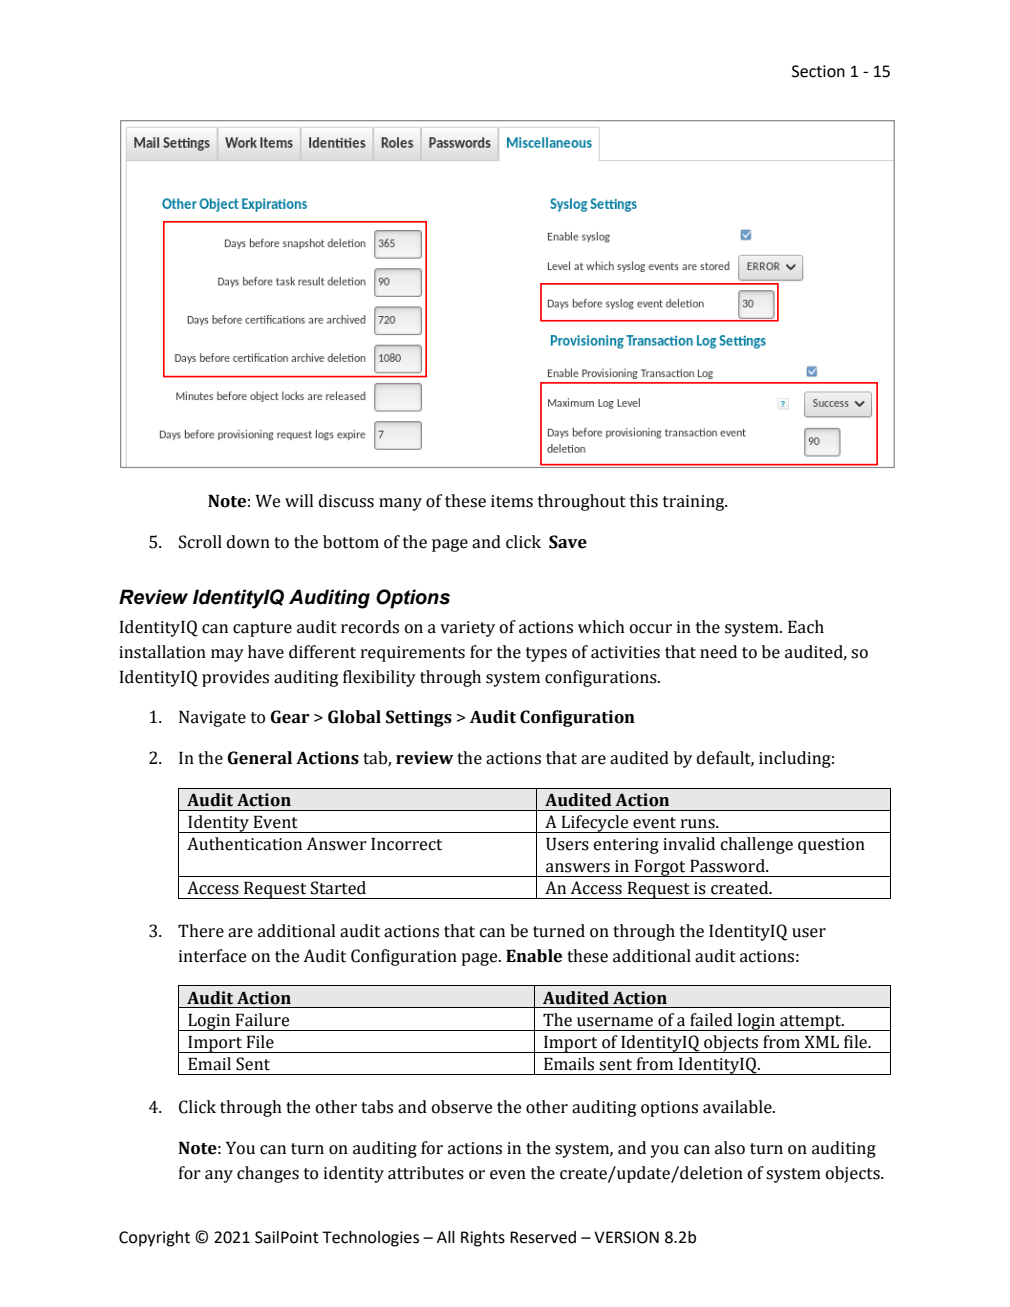 Section 1 - 15
Mail Settings Work Items Identities Roles Passwords Miscellaneous
Other Object Expirations
Days before snapshot deletion 365
Days before task result deletion 90
Days before certifications are archived 720
Days before certification archive deletion 1080
Minutes before object locks are released
Days before provisioning request logs expire 7
Syslog Settings
Enable syslog
Level at which syslog events are stored ERROR
Days before syslog event deletion 30
Provisioning Transaction Log Settings
Enable Provisioning Transaction Log
Maximum Log Level ? Success
Days before provisioning transaction event
deletion 90
Note: We will discuss many of these items throughout this training.
5. Scroll down to the bottom of the page and click Save
Review IdentityIQ Auditing Options
IdentityIQ can capture audit records on a variety of actions which occur in the system. Each
installation may have different requirements for the types of activities that need to be audited, so
IdentityIQ provides auditing flexibility through system configurations.
1. Navigate to Gear > Global Settings > Audit Configuration
2. In the General Actions tab, review the actions that are audited by default, including:
Audit Action Audited Action
Identity Event A Lifecycle event runs.
Authentication Answer Incorrect Users entering invalid challenge question
answers in Forgot Password.
Access Request Started An Access Request is created.
3. There are additional audit actions that can be turned on through the IdentityIQ user
interface on the Audit Configuration page. Enable these additional audit actions:
Audit Action Audited Action
Login Failure The username of a failed login attempt.
Import File Import of IdentityIQ objects from XML file.
Email Sent Emails sent from IdentityIQ.
4. Click through the other tabs and observe the other auditing options available.
Note: You can turn on auditing for actions in the system, and you can also turn on auditing
for any changes to identity attributes or even the create/update/deletion of system objects.
Copyright © 2021 SailPoint Technologies – All Rights Reserved – VERSION 8.2b